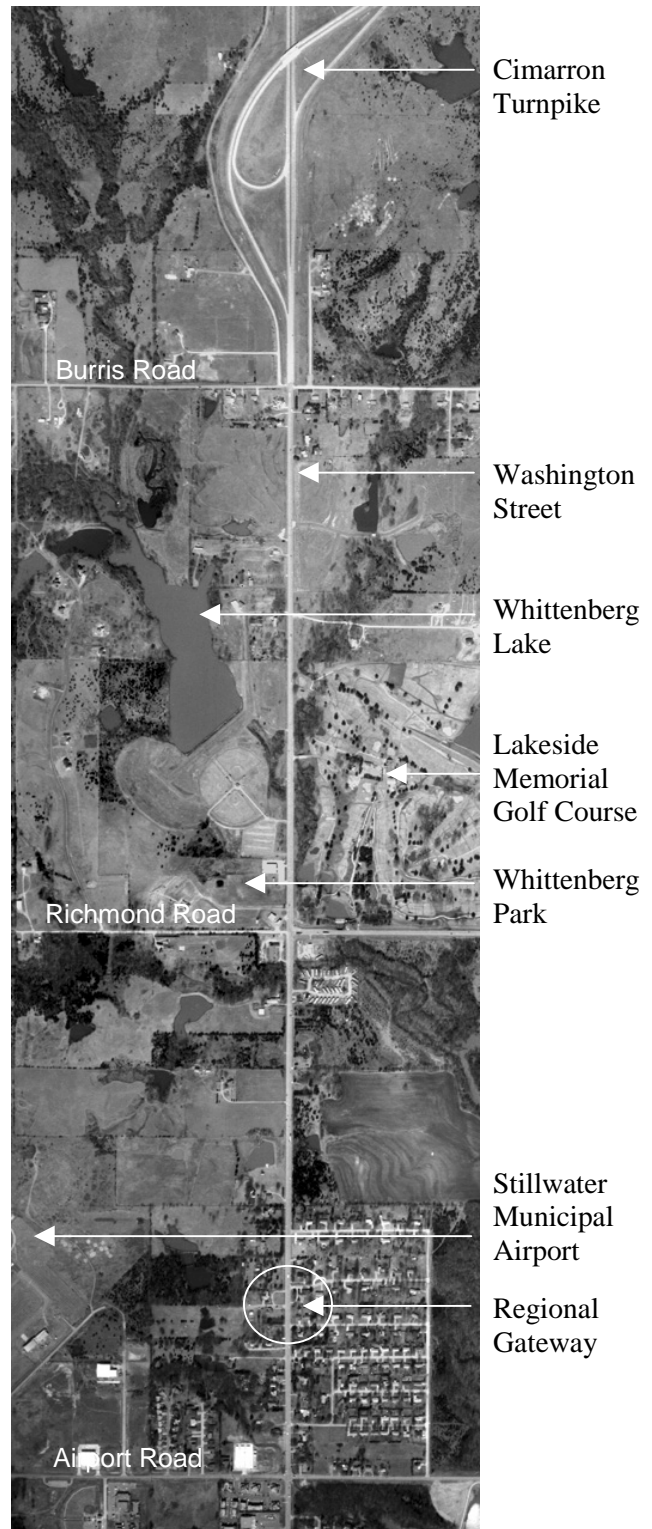 Cimarron
Turnpike
Burris Road
Washington
Street
Whittenberg
Lake
Lakeside
Memorial
Golf Course
Whittenberg
Park
Richmond Road
Stillwater
Municipal
Airport
Regional
Gateway
Airport Road